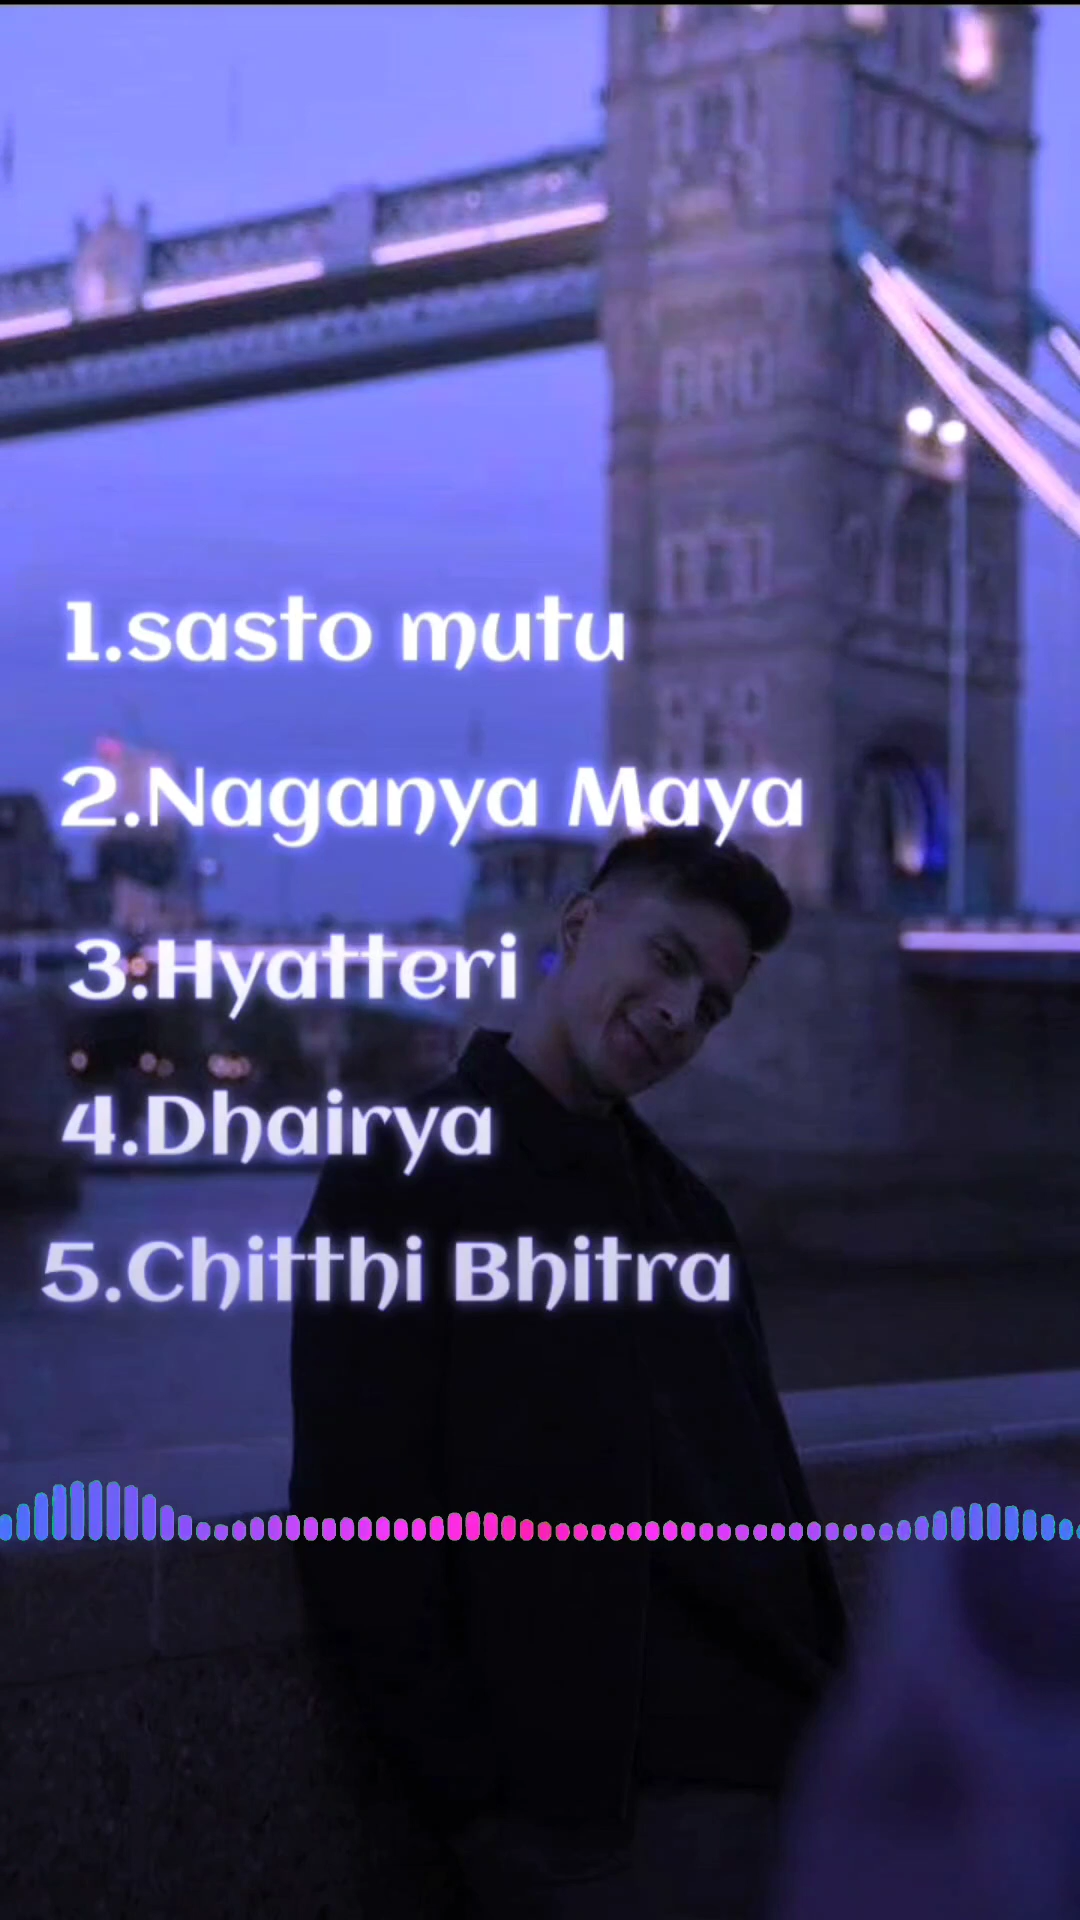 1.sasto mutu
2.Naganya Maya
3.Hyatteri
4.Dhairya
5.Chitthi Bhitra